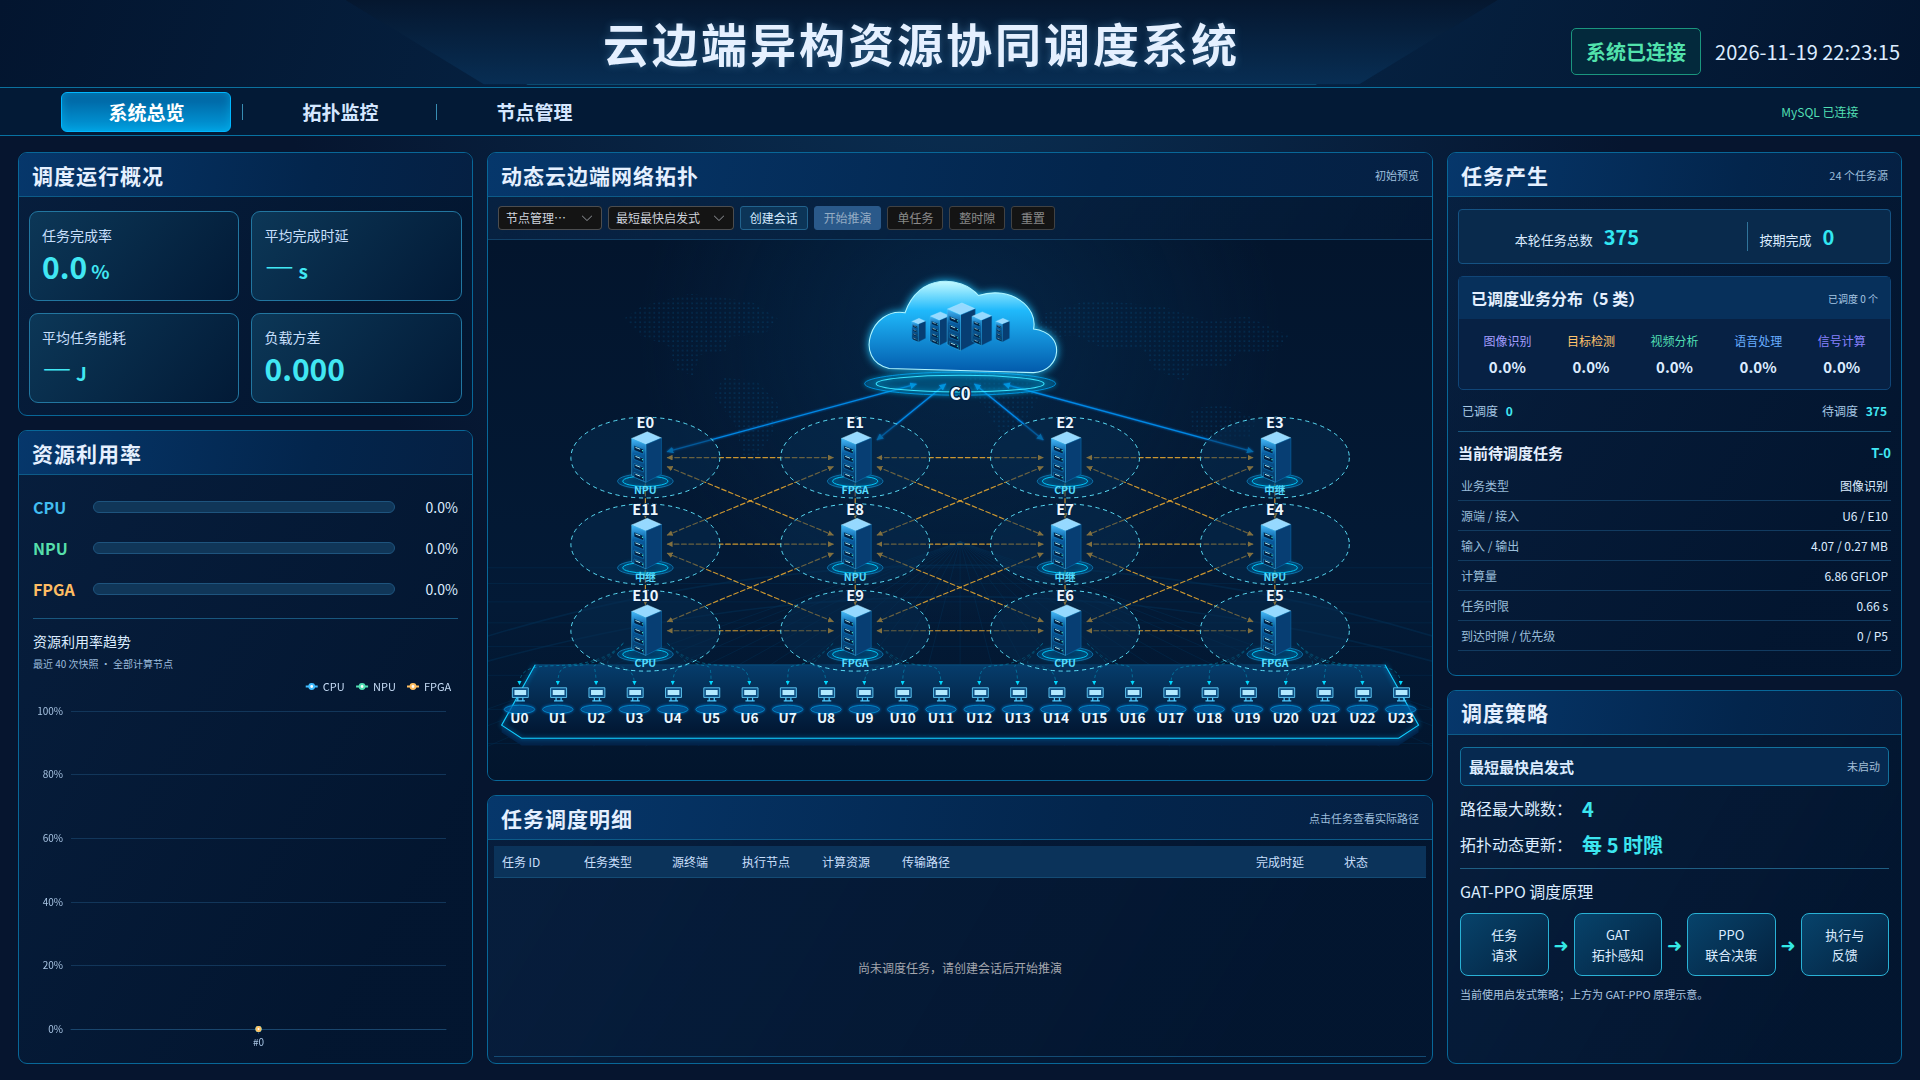 云边端异构资源协同调度系统
系统已连接
2026-11-19 22:23:15
系统总览
拓扑监控
节点管理
MySQL 已连接
调度运行概况
任务完成率
0.0 %
平均完成时延
— s
平均任务能耗
— J
负载方差
0.000
资源利用率
CPU 0.0%
NPU 0.0%
FPGA 0.0%
资源利用率趋势
最近 40 次快照 · 全部计算节点
CPU NPU FPGA
100%
80%
60%
40%
20%
0%
#0
动态云边端网络拓扑
初始预览
节点管理…
最短最快启发式
创建会话
开始推演
单任务
整时隙
重置
C0
E0 E1 E2 E3
NPU FPGA CPU 中继
E11 E8 E7 E4
中继 NPU 中继 NPU
E10 E9 E6 E5
CPU FPGA CPU FPGA
U0 U1 U2 U3 U4 U5 U6 U7 U8 U9 U10 U11 U12 U13 U14 U15 U16 U17 U18 U19 U20 U21 U22 U23
任务调度明细
点击任务查看实际路径
任务 ID 任务类型 源终端 执行节点 计算资源 传输路径 完成时延 状态
尚未调度任务，请创建会话后开始推演
任务产生
24 个任务源
本轮任务总数 375
按期完成 0
已调度业务分布（5 类）
已调度 0 个
图像识别 目标检测 视频分析 语音处理 信号计算
0.0% 0.0% 0.0% 0.0% 0.0%
已调度 0
待调度 375
当前待调度任务 T-0
业务类型 图像识别
源端 / 接入 U6 / E10
输入 / 输出 4.07 / 0.27 MB
计算量 6.86 GFLOP
任务时限 0.66 s
到达时隙 / 优先级 0 / P5
调度策略
最短最快启发式
未启动
路径最大跳数： 4
拓扑动态更新： 每 5 时隙
GAT-PPO 调度原理
任务
请求
➔
GAT
拓扑感知
➔
PPO
联合决策
➔
执行与
反馈
当前使用启发式策略；上方为 GAT-PPO 原理示意。